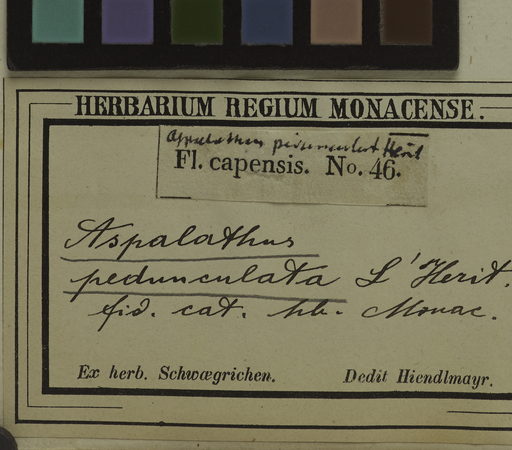 HERBARIUM REGIUM MONACENSE.
Aspalathus pedunculat Herit
Fl. capensis. No. 46.
Aspalathus
pedunculata L'Herit.
fid. cat. hb. Monac.
Ex herb. Schwægrichen. Dedit Hiendlmayr.